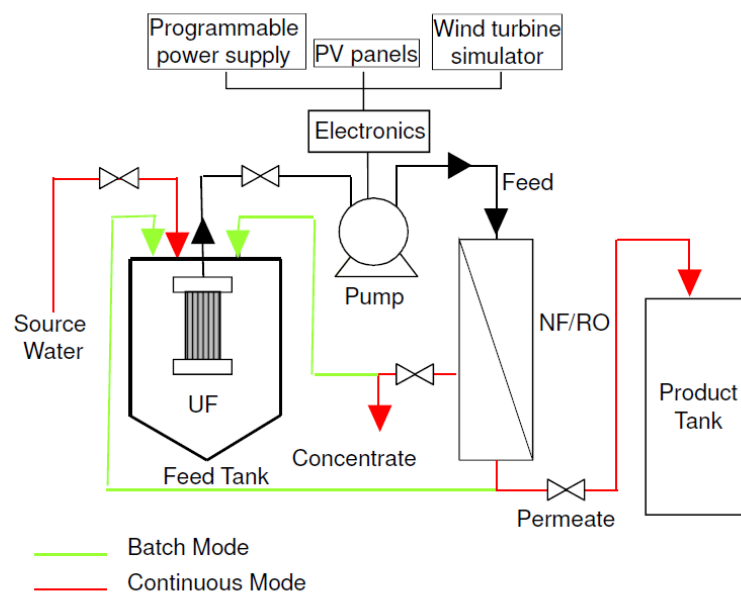 Programmable
power supply
PV panels
Wind turbine
simulator
Electronics
Feed
Pump
Source
Water
NF/RO
UF
Product
Tank
Feed Tank
Concentrate
Permeate
Batch Mode
Continuous Mode